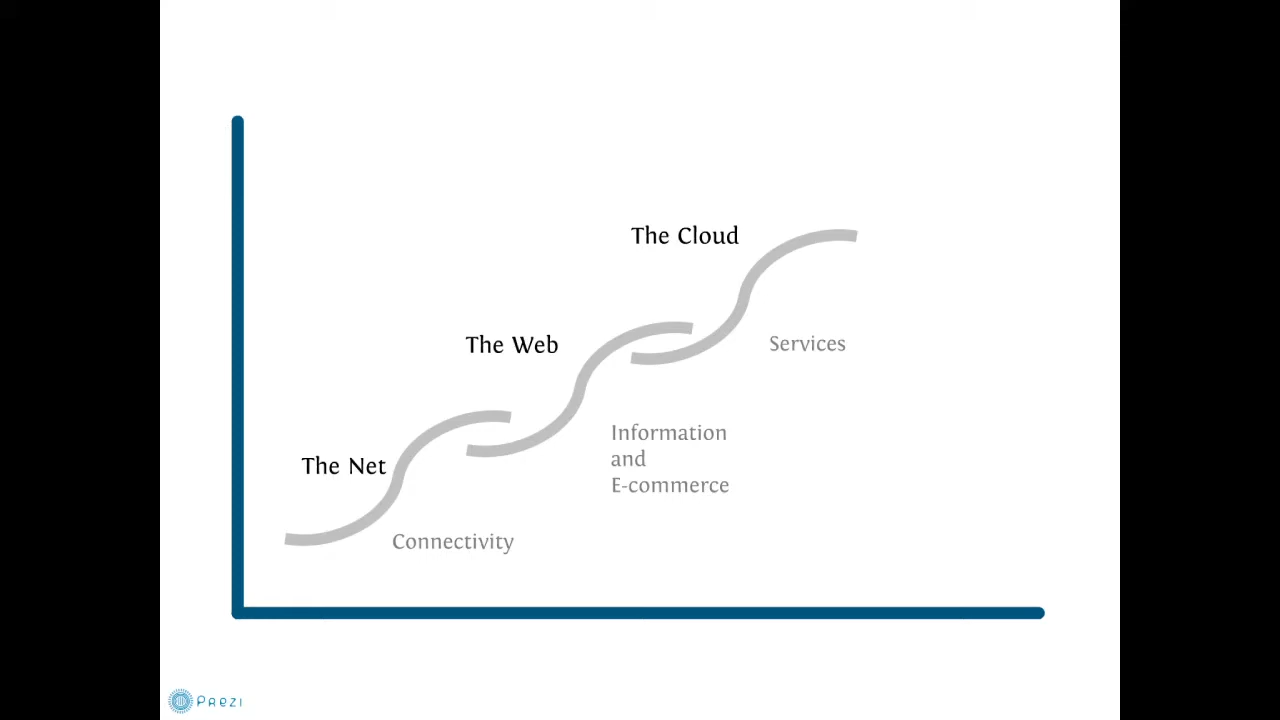 The Cloud
The Web
Services
The Net
Information
and
E-commerce
Connectivity
Prezi